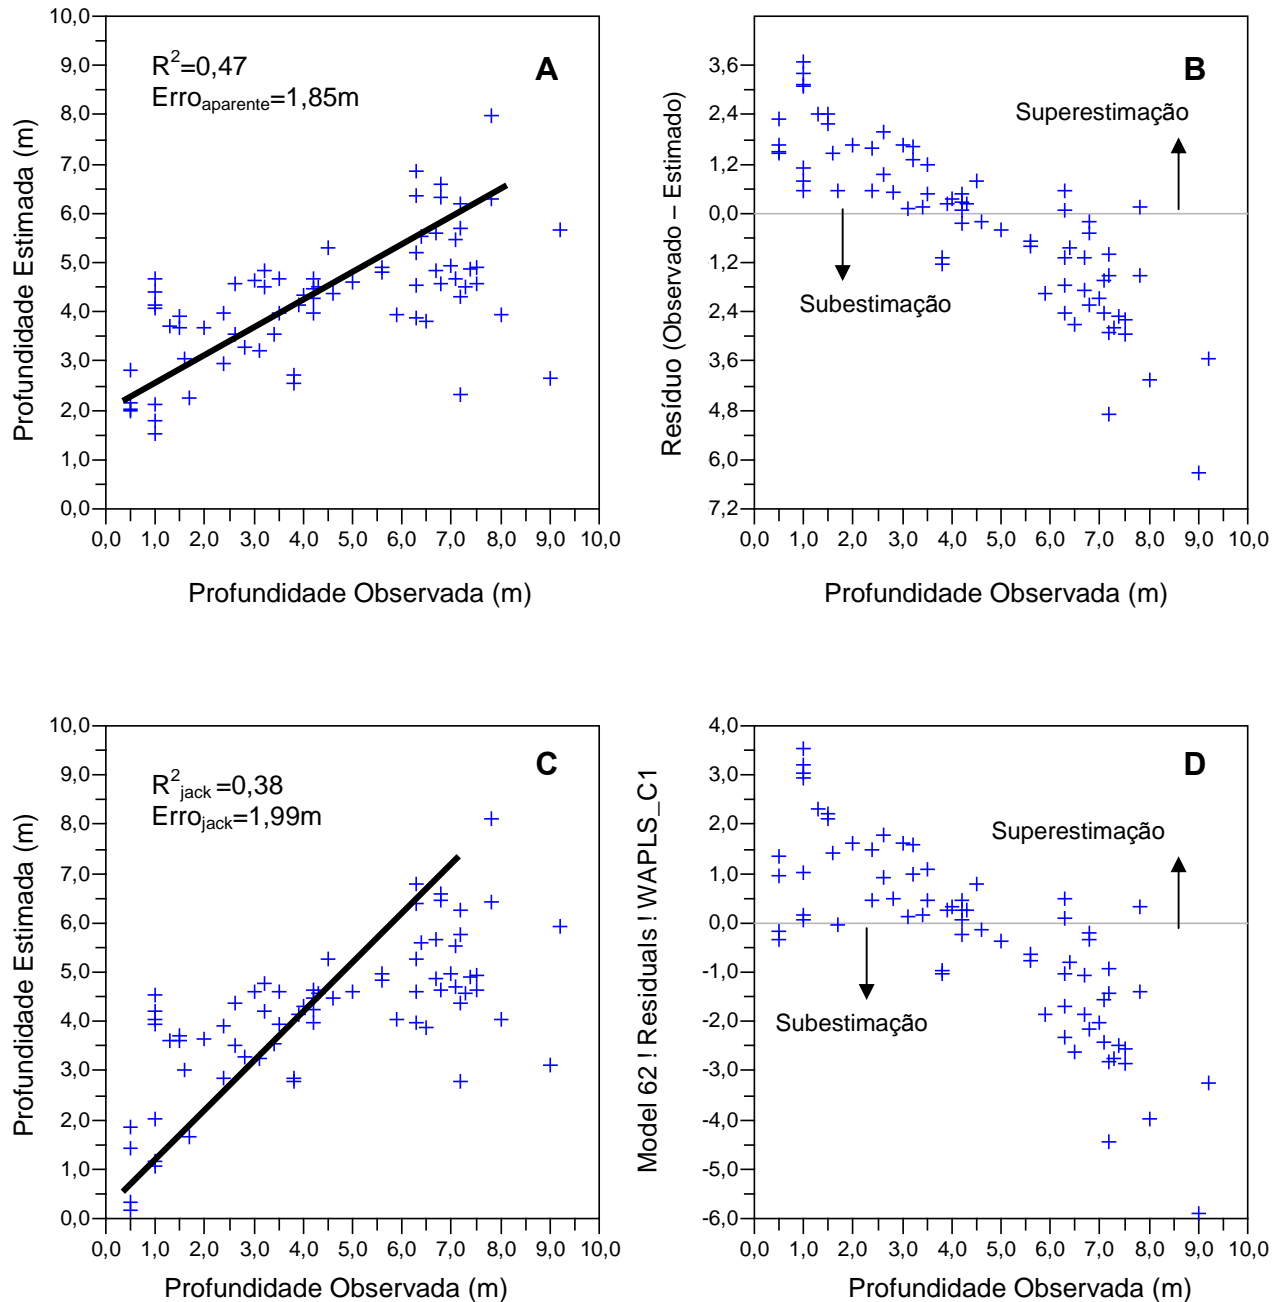 A
R²=0,47
Erro_aparente=1,85m
Profundidade Estimada (m)
10,0
9,0
8,0
7,0
6,0
5,0
4,0
3,0
2,0
1,0
0,0
0,0 1,0 2,0 3,0 4,0 5,0 6,0 7,0 8,0 9,0 10,0
Profundidade Observada (m)
B
Superestimação
Subestimação
Resíduo (Observado – Estimado)
3,6
2,4
1,2
0,0
1,2
2,4
3,6
4,8
6,0
7,2
0,0 1,0 2,0 3,0 4,0 5,0 6,0 7,0 8,0 9,0 10,0
Profundidade Observada (m)
C
R²jack =0,38
Erro_jack=1,99m
Profundidade Estimada (m)
10,0
9,0
8,0
7,0
6,0
5,0
4,0
3,0
2,0
1,0
0,0
0,0 1,0 2,0 3,0 4,0 5,0 6,0 7,0 8,0 9,0 10,0
Profundidade Observada (m)
D
Superestimação
Subestimação
Model 62 ! Residuals ! WAPLS_C1
4,0
3,0
2,0
1,0
0,0
-1,0
-2,0
-3,0
-4,0
-5,0
-6,0
0,0 1,0 2,0 3,0 4,0 5,0 6,0 7,0 8,0 9,0 10,0
Profundidade Observada (m)